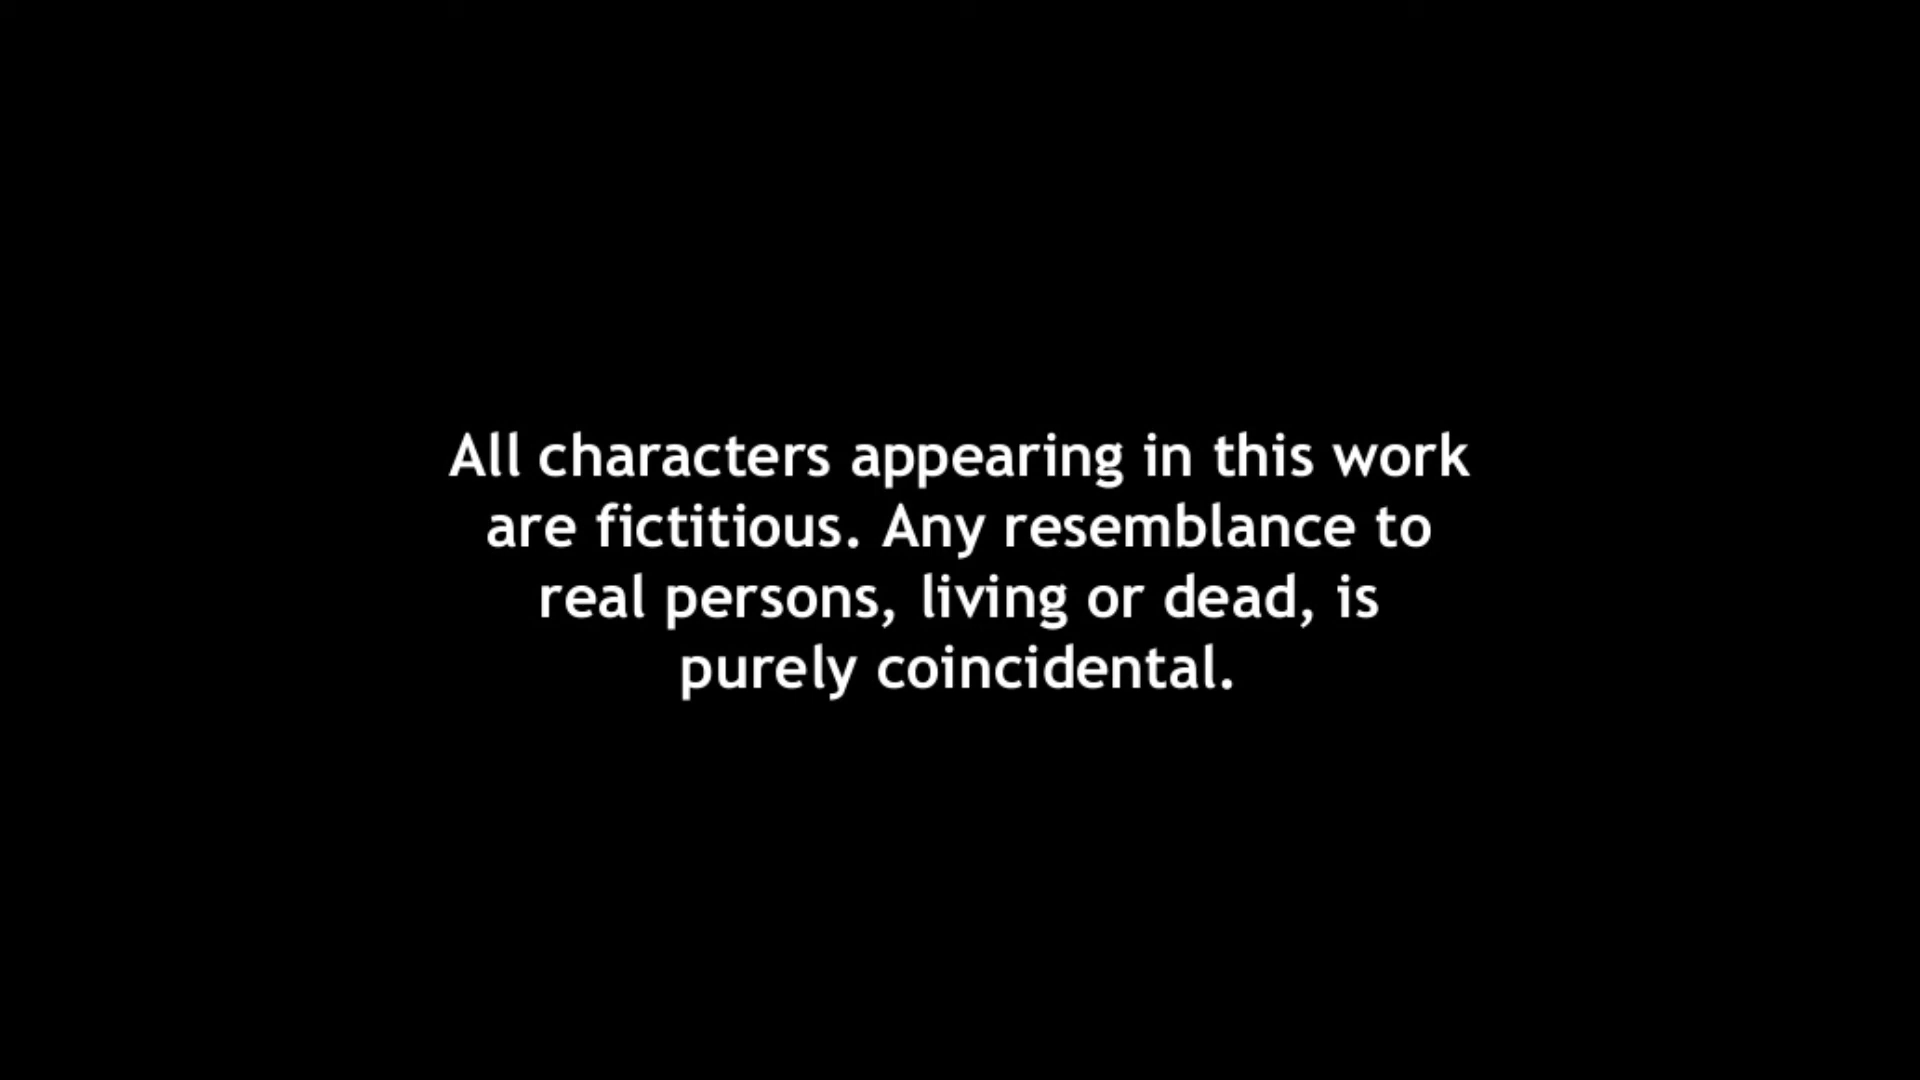 All characters appearing in this work
are fictitious. Any resemblance to
real persons, living or dead, is
purely coincidental.